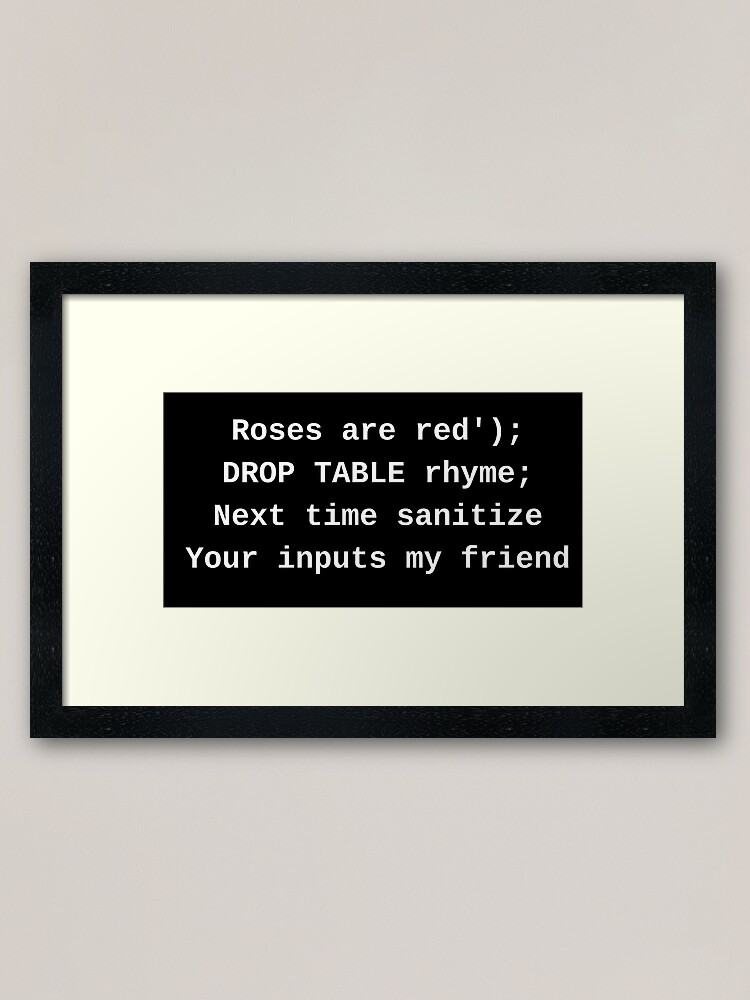 Roses are red');
DROP TABLE rhyme;
Next time sanitize
Your inputs my friend